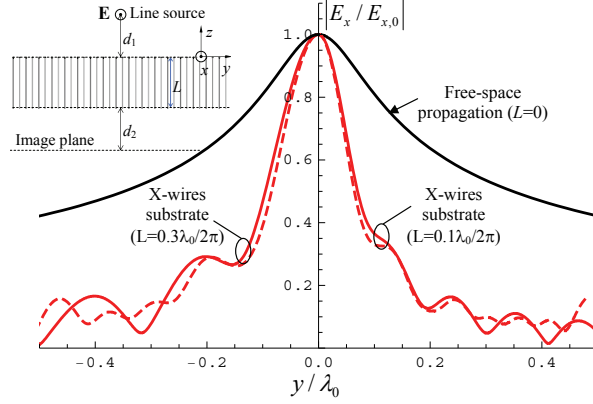 E Line source
|E_x / E_{x,0}|
d₁
z
y
x
L
d₂
Image plane
Free-space
propagation (L=0)
X-wires
substrate
(L=0.3λ₀/2π)
X-wires
substrate
(L=0.1λ₀/2π)
1.0
0.8
0.6
0.4
0.2
-0.4 -0.2 0.0 0.2 0.4
y / λ₀